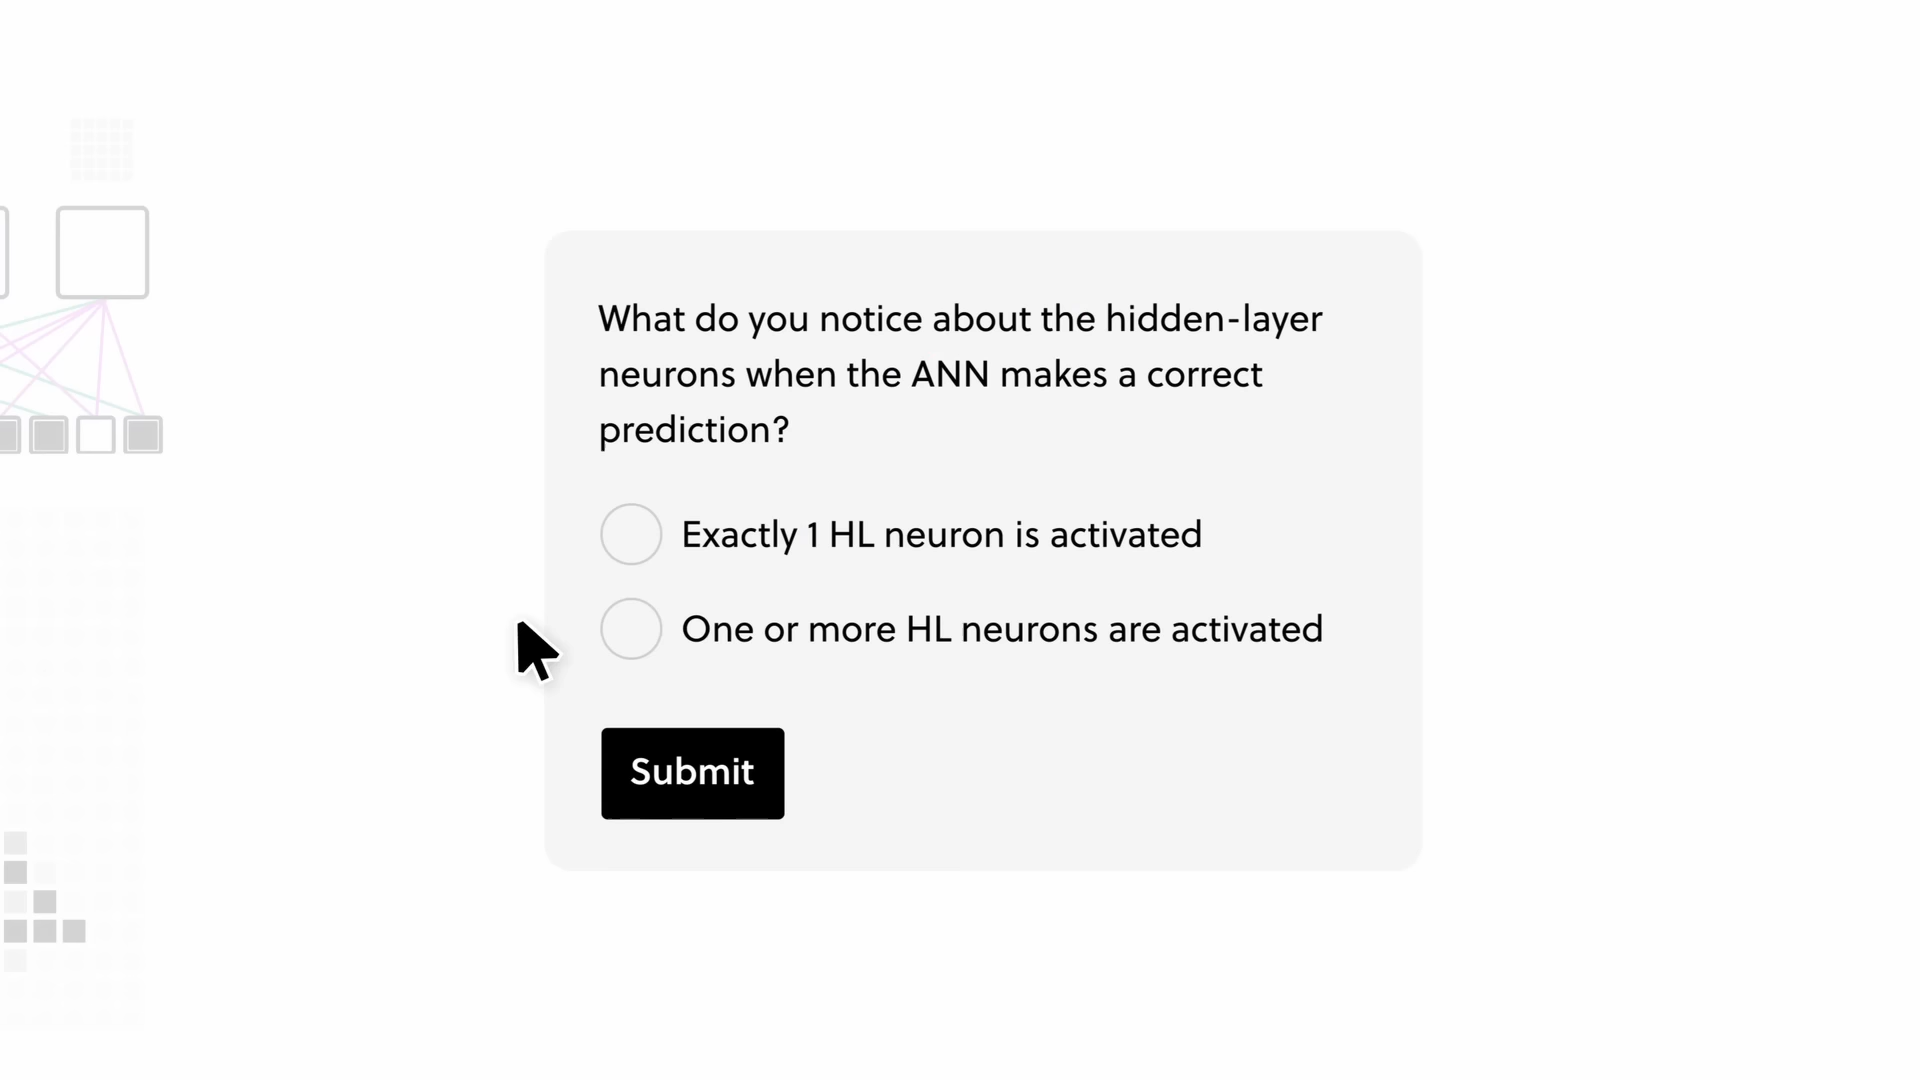 What do you notice about the hidden-layer
neurons when the ANN makes a correct
prediction?
Exactly 1 HL neuron is activated
One or more HL neurons are activated
Submit